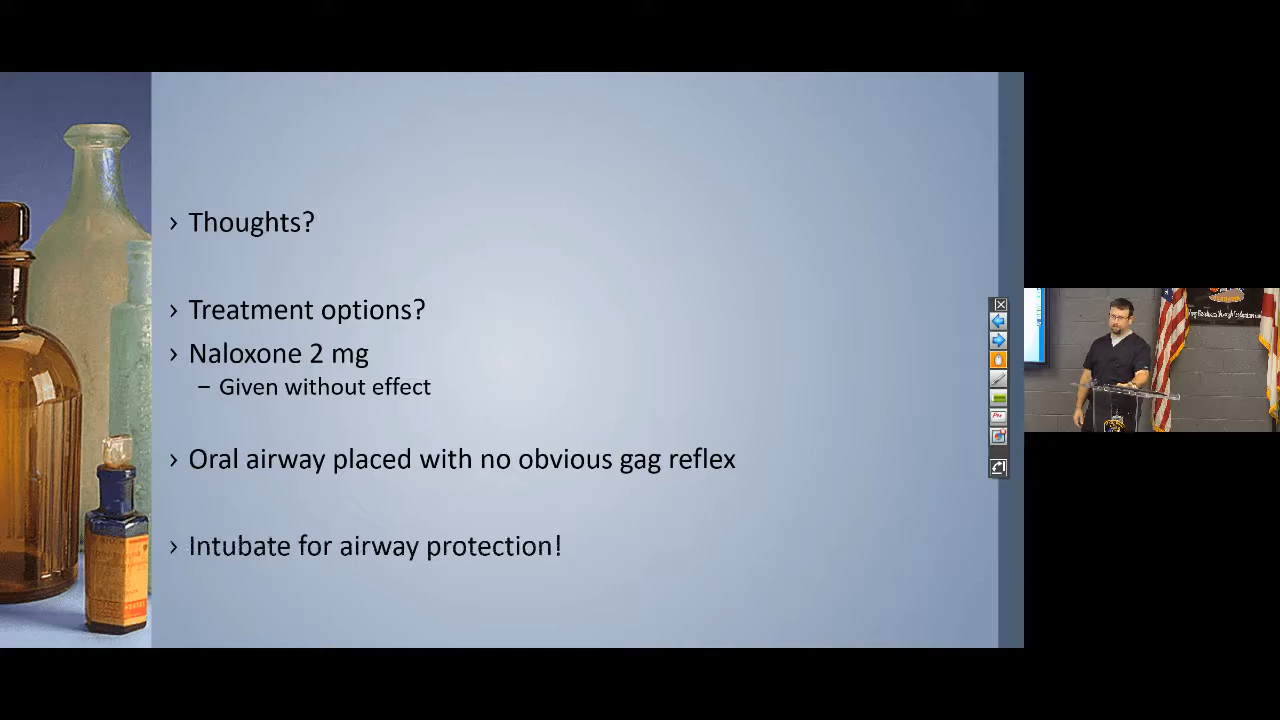 › Thoughts?
› Treatment options?
› Naloxone 2 mg
– Given without effect
› Oral airway placed with no obvious gag reflex
› Intubate for airway protection!